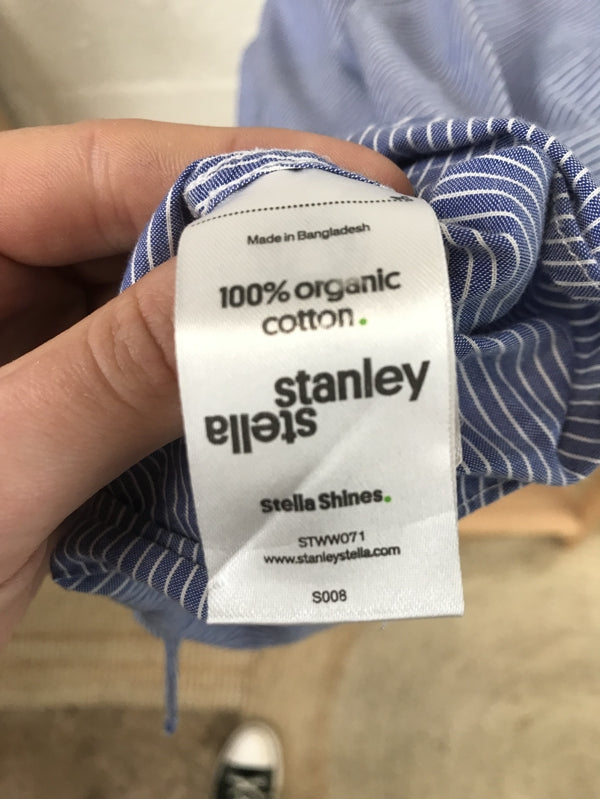 Made in Bangladesh
100% organic
cotton.
stanley
stella
Stella Shines.
STWW071
www.stanleystella.com
S008